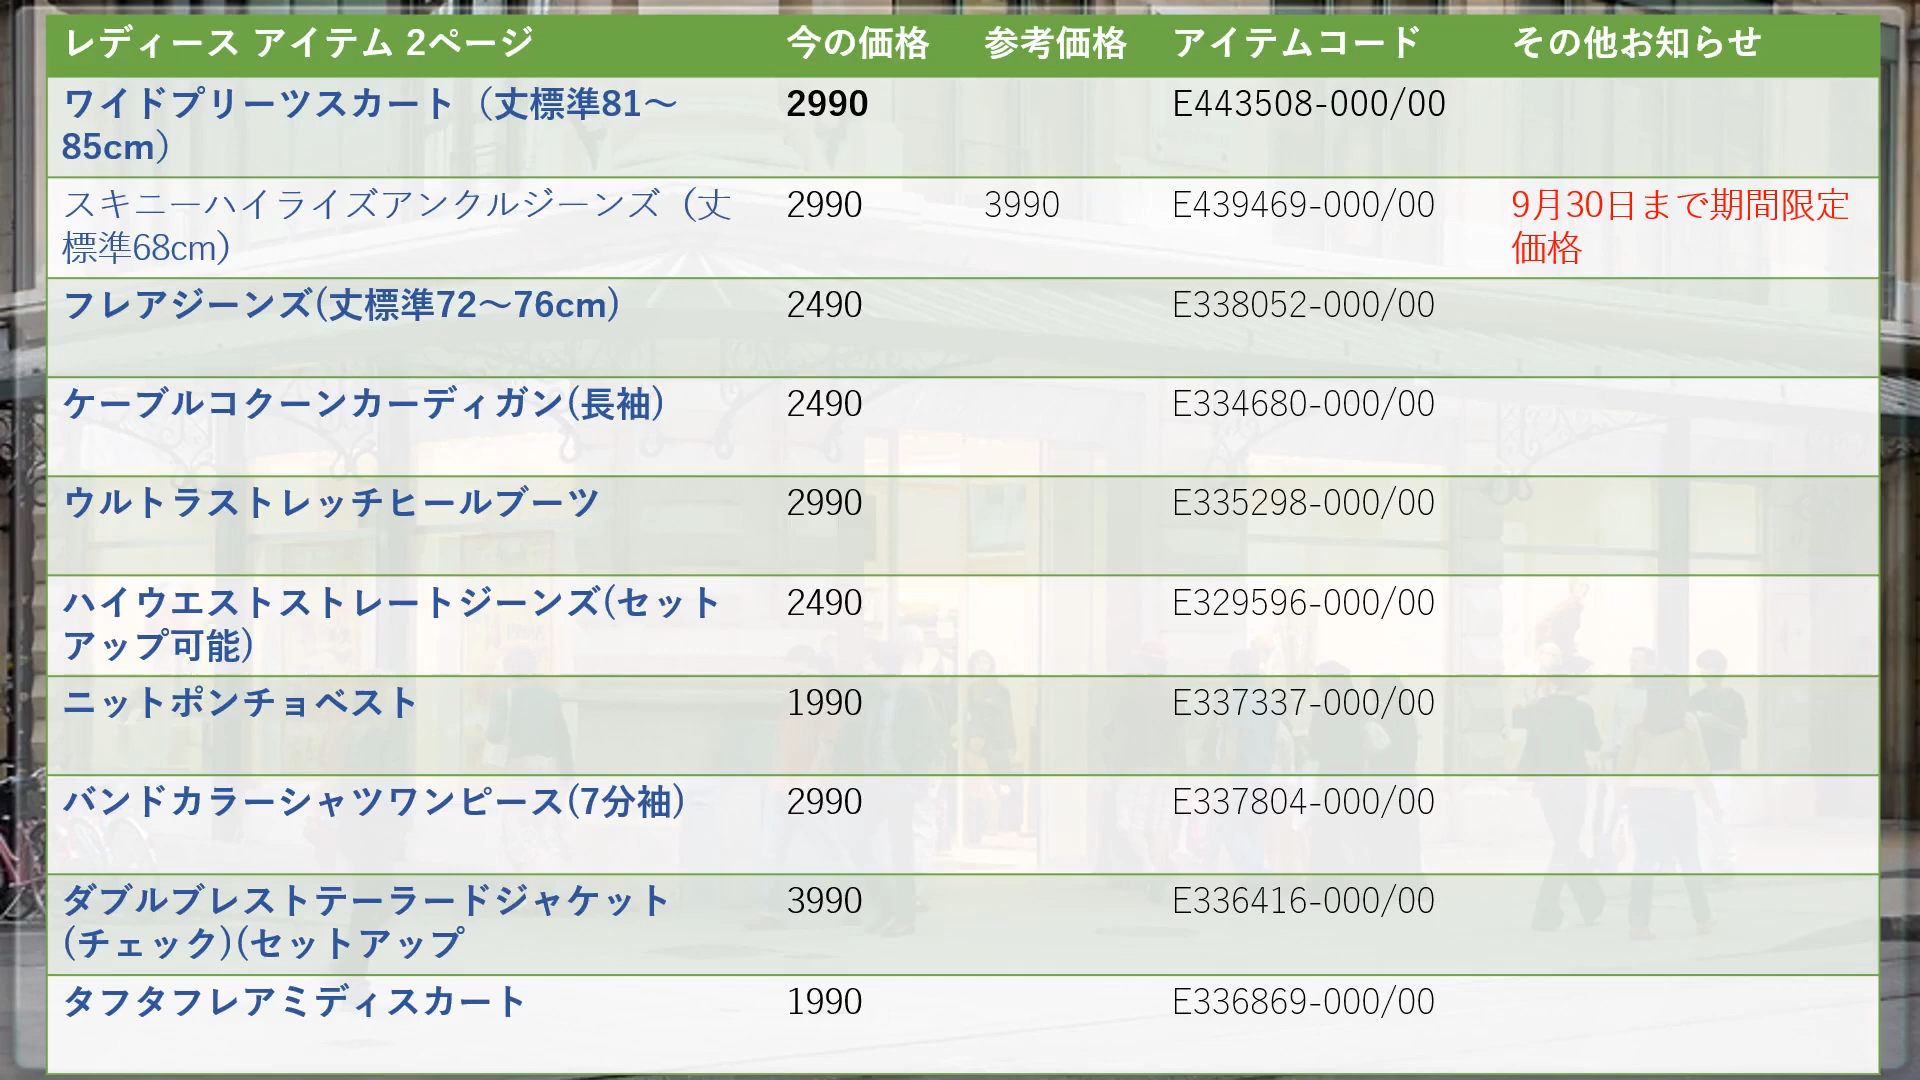 レディース アイテム 2ページ 今の価格 参考価格 アイテムコード その他お知らせ
ワイドプリーツスカート（丈標準81～ 2990 E443508-000/00
85cm）
スキニーハイライズアンクルジーンズ（丈 2990 3990 E439469-000/00 9月30日まで期間限定
標準68cm） 価格
フレアジーンズ(丈標準72～76cm) 2490 E338052-000/00
ケーブルコクーンカーディガン(長袖) 2490 E334680-000/00
ウルトラストレッチヒールブーツ 2990 E335298-000/00
ハイウエストストレートジーンズ(セット 2490 E329596-000/00
アップ可能)
ニットポンチョベスト 1990 E337337-000/00
バンドカラーシャツワンピース(7分袖) 2990 E337804-000/00
ダブルブレストテーラードジャケット 3990 E336416-000/00
(チェック)(セットアップ
タフタフレアミディスカート 1990 E336869-000/00